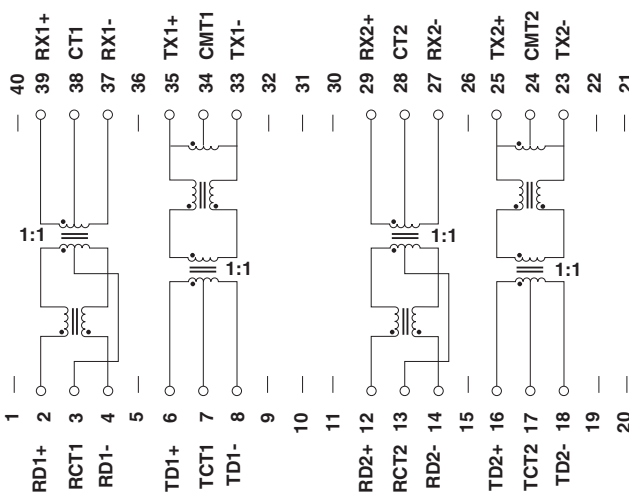 40
39 RX1+
38 CT1
37 RX1-
36
35 TX1+
34 CMT1
33 TX1-
32
31
30
29 RX2+
28 CT2
27 RX2-
26
25 TX2+
24 CMT2
23 TX2-
22
21
1:1
1:1
1:1
1:1
1
RD1+ 2
RCT1 3
RD1- 4
5
TD1+ 6
TCT1 7
TD1- 8
9
10
11
RD2+ 12
RCT2 13
RD2- 14
15
TD2+ 16
TCT2 17
TD2- 18
19
20